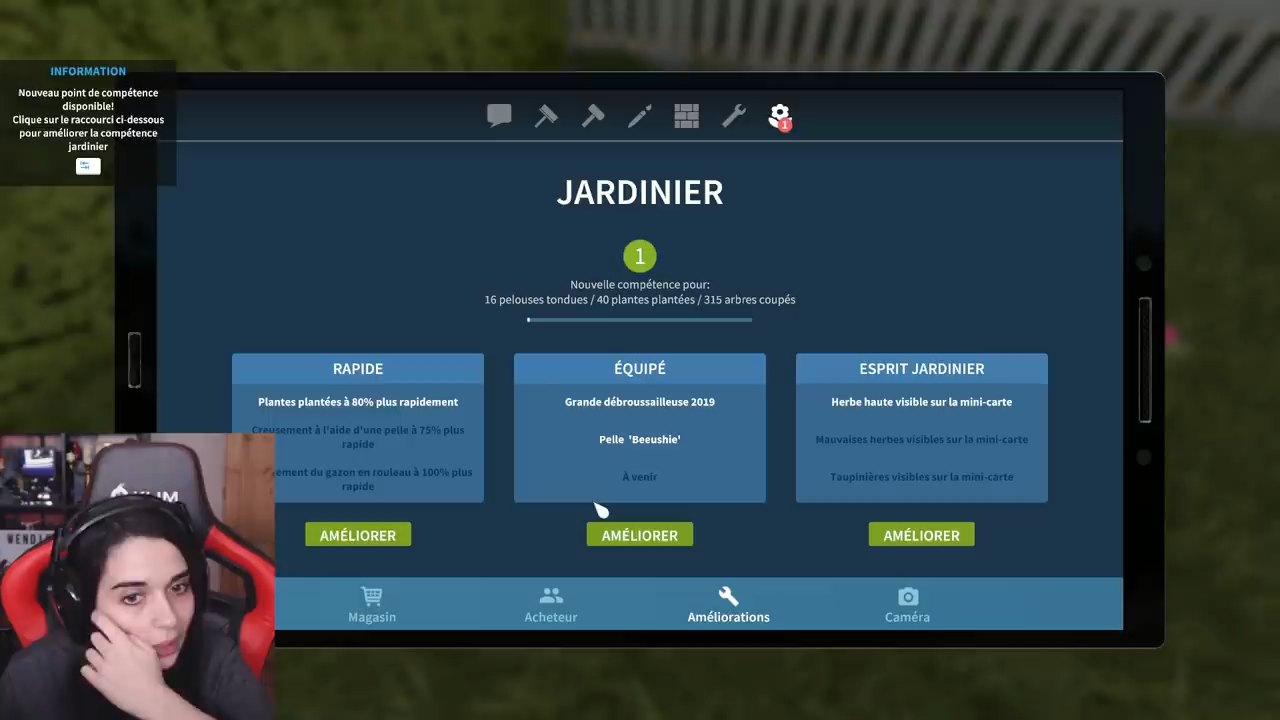 INFORMATION
Nouveau point de compétence
disponible!
Clique sur le raccourci ci-dessous
pour améliorer la compétence
jardinier
1
JARDINIER
1
Nouvelle compétence pour:
16 pelouses tondues / 40 plantes plantées / 315 arbres coupés
RAPIDE
Plantes plantées à 80% plus rapidement
Creusement à l'aide d'une pelle à 75% plus
rapide
ement du gazon en rouleau à 100% plus
rapide
AMÉLIORER
ÉQUIPÉ
Grande débroussailleuse 2019
Pelle 'Beeushie'
À venir
AMÉLIORER
ESPRIT JARDINIER
Herbe haute visible sur la mini-carte
Mauvaises herbes visibles sur la mini-carte
Taupinières visibles sur la mini-carte
AMÉLIORER
Magasin
Acheteur
Améliorations
Caméra